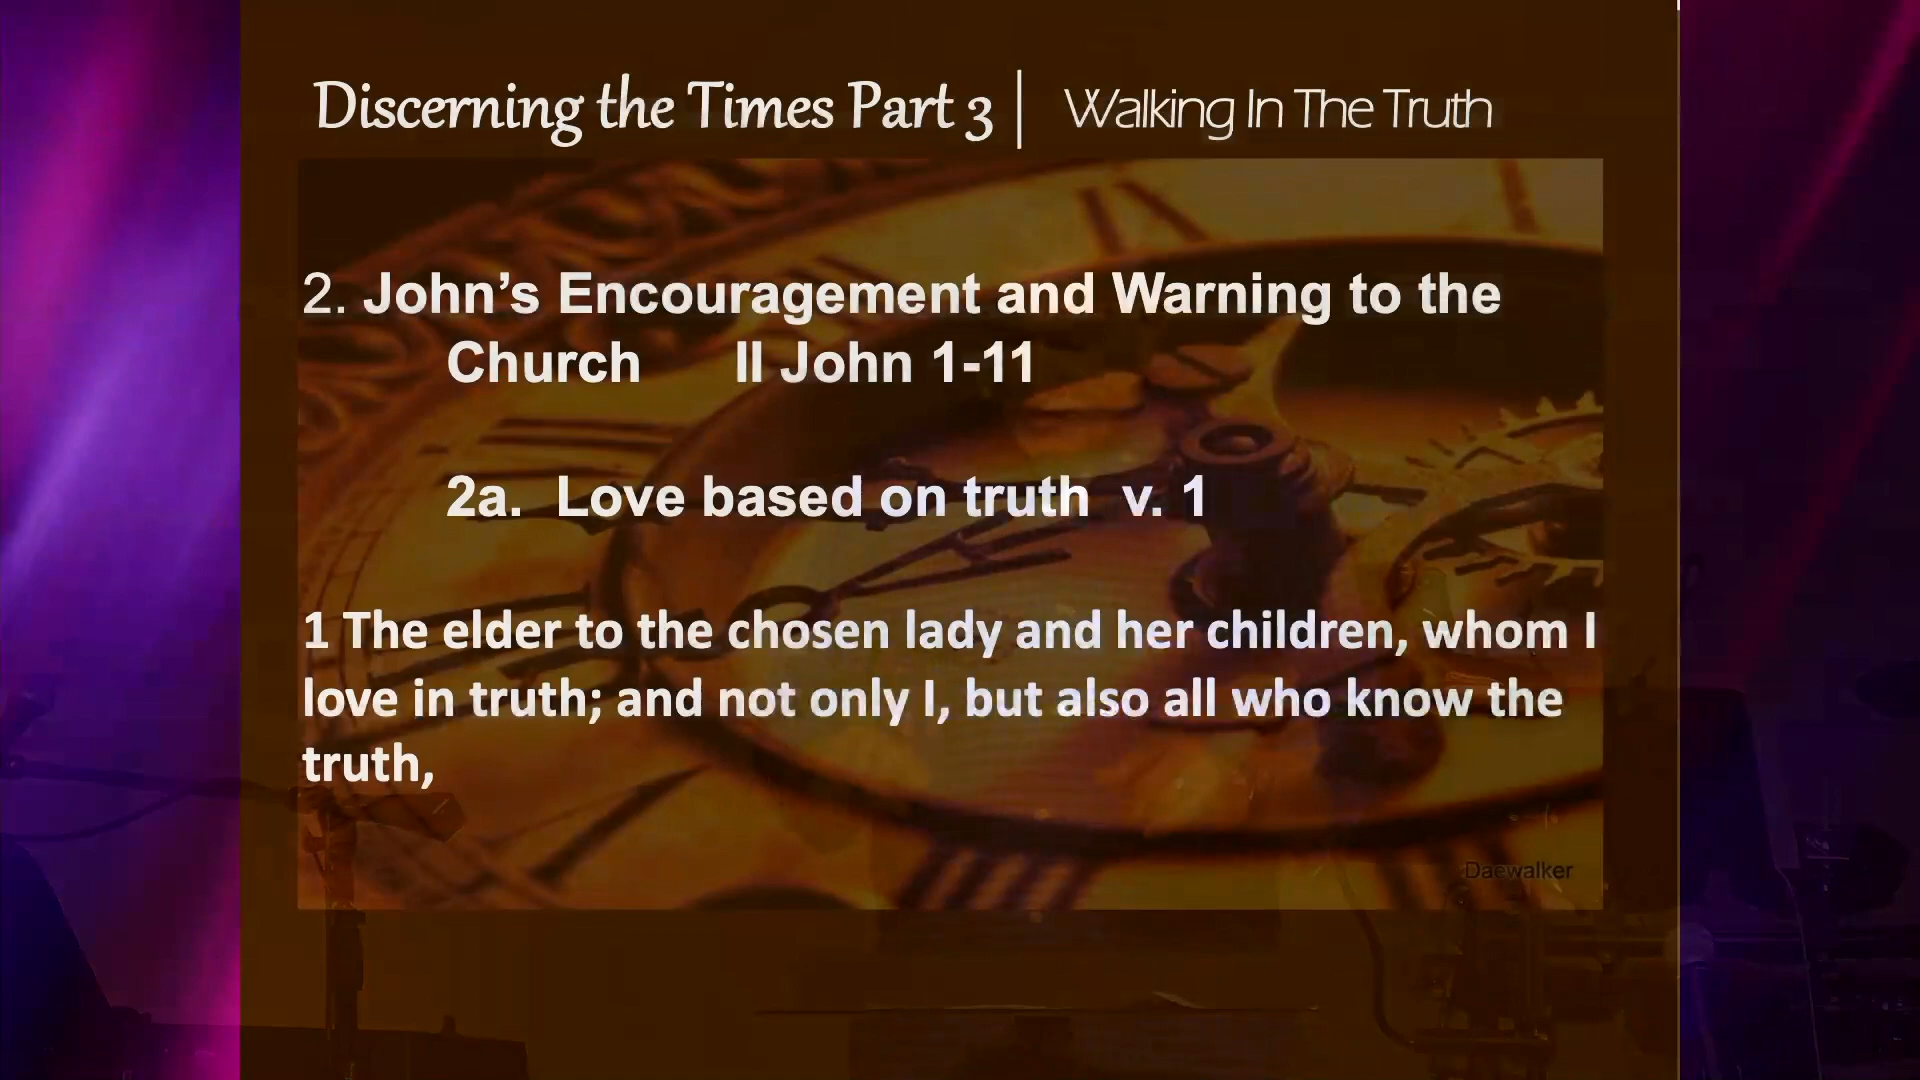 Discerning the Times Part 3 | Walking In The Truth
2. John’s Encouragement and Warning to the
Church II John 1-11
2a. Love based on truth v. 1
1 The elder to the chosen lady and her children, whom I
love in truth; and not only I, but also all who know the
truth,
Daewalker